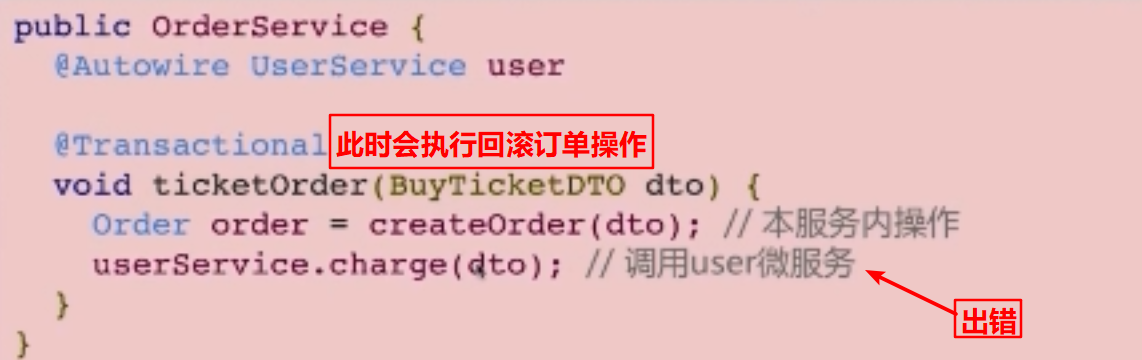 public OrderService {
@Autowire UserService user
@Transactional 此时会执行回滚订单操作
void ticketOrder(BuyTicketDTO dto) {
Order order = createOrder(dto); // 本服务内操作
userService.charge(dto); // 调用user微服务
}
出错
}